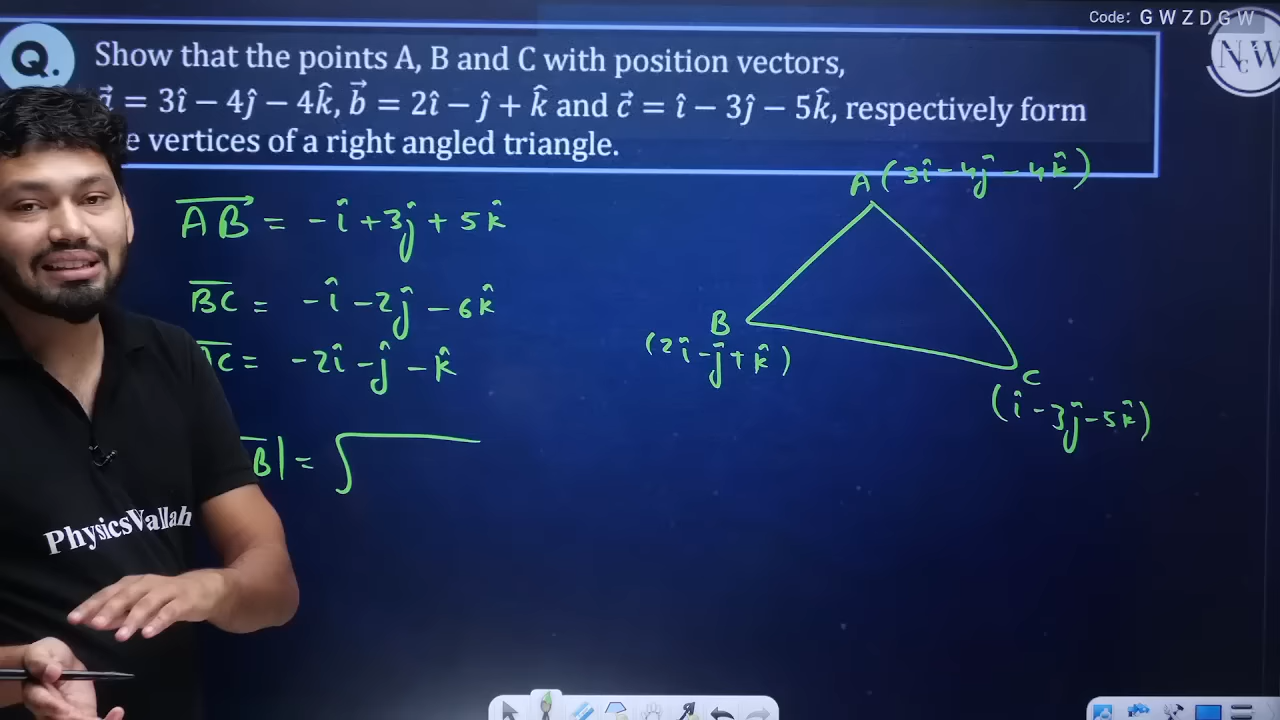 Code: G W Z D G W
Q. Show that the points A, B and C with position vectors,
= 3î − 4ĵ − 4k̂, b⃗ = 2î − ĵ + k̂ and c⃗ = î − 3ĵ − 5k̂, respectively form
e vertices of a right angled triangle.
NcW
A (3î − 4ĵ − 4k̂)
AB⃗ = −î + 3ĵ + 5k̂
BC = −î − 2ĵ − 6k̂
B
(2î − ĵ + k̂)
C = −2î − ĵ − k̂
C
(î − 3ĵ − 5k̂)
B| = √
PhysicsWallah